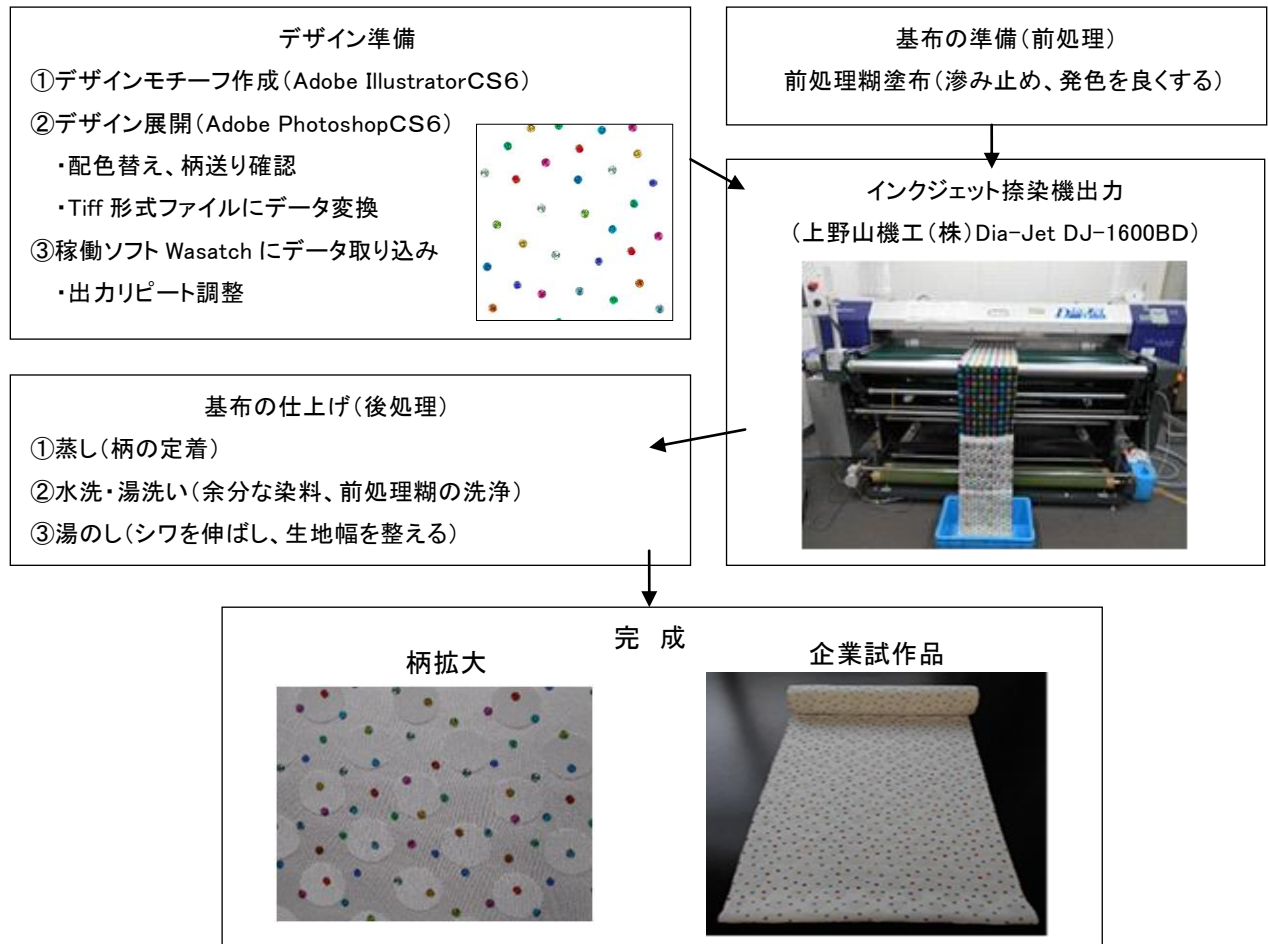 デザイン準備
①デザインモチーフ作成(Adobe IllustratorCS6)
②デザイン展開(Adobe PhotoshopCS6)
・配色替え、柄送り確認
・Tiff 形式ファイルにデータ変換
③稼働ソフト Wasatch にデータ取り込み
・出力リピート調整
基布の準備(前処理)
前処理糊塗布(滲み止め、発色を良くする)
インクジェット捺染機出力
(上野山機工(株)Dia-Jet DJ-1600BD)
基布の仕上げ(後処理)
①蒸し(柄の定着)
②水洗・湯洗い(余分な染料、前処理糊の洗浄)
③湯のし(シワを伸ばし、生地幅を整える)
完 成
柄拡大
企業試作品